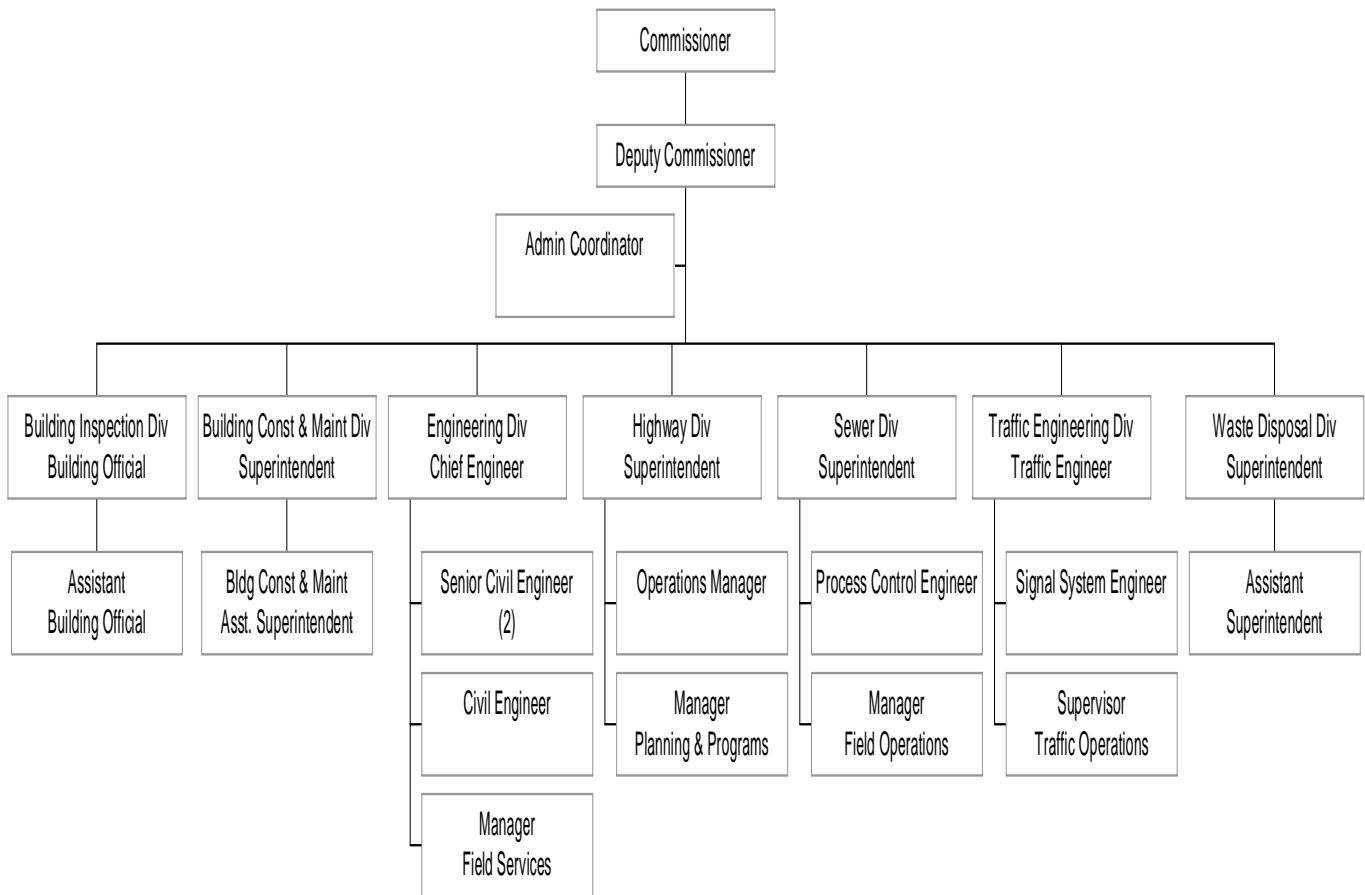 Commissioner
Deputy Commissioner
Admin Coordinator
Building Inspection Div
Building Official
Building Const & Maint Div
Superintendent
Engineering Div
Chief Engineer
Highway Div
Superintendent
Sewer Div
Superintendent
Traffic Engineering Div
Traffic Engineer
Waste Disposal Div
Superintendent
Assistant
Building Official
Bldg Const & Maint
Asst. Superintendent
Senior Civil Engineer
(2)
Operations Manager
Process Control Engineer
Signal System Engineer
Assistant
Superintendent
Civil Engineer
Manager
Planning & Programs
Manager
Field Operations
Supervisor
Traffic Operations
Manager
Field Services